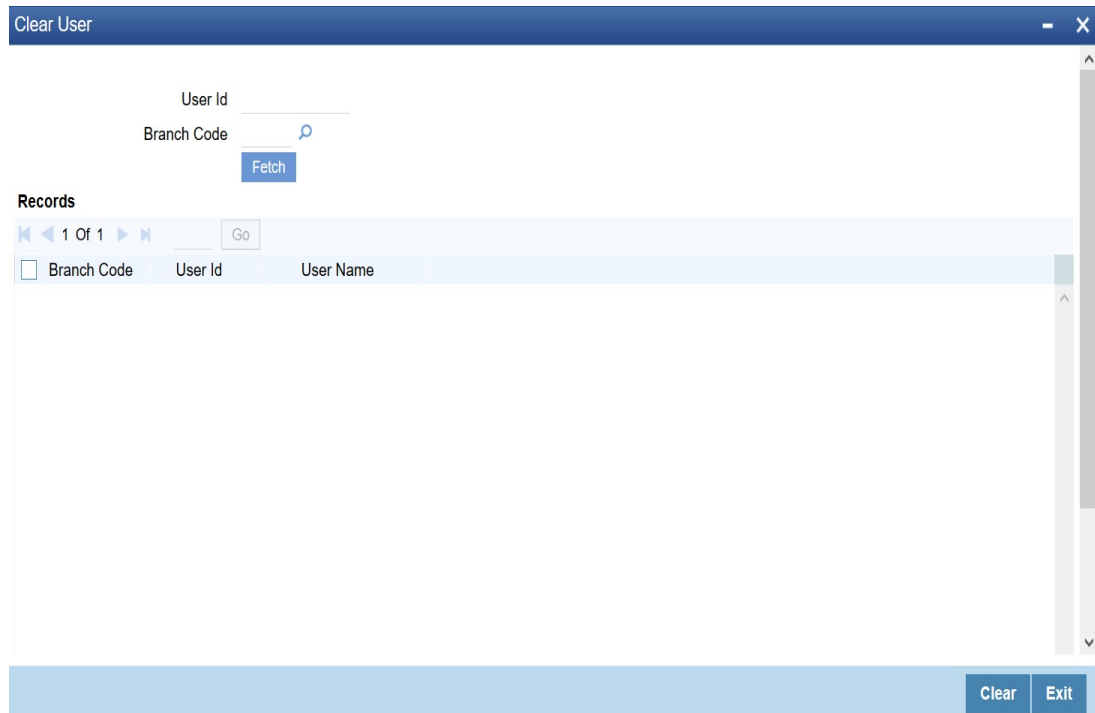 Clear User
User Id
Branch Code
Fetch
Records
1 Of 1 Go
Branch Code User Id User Name
Clear Exit